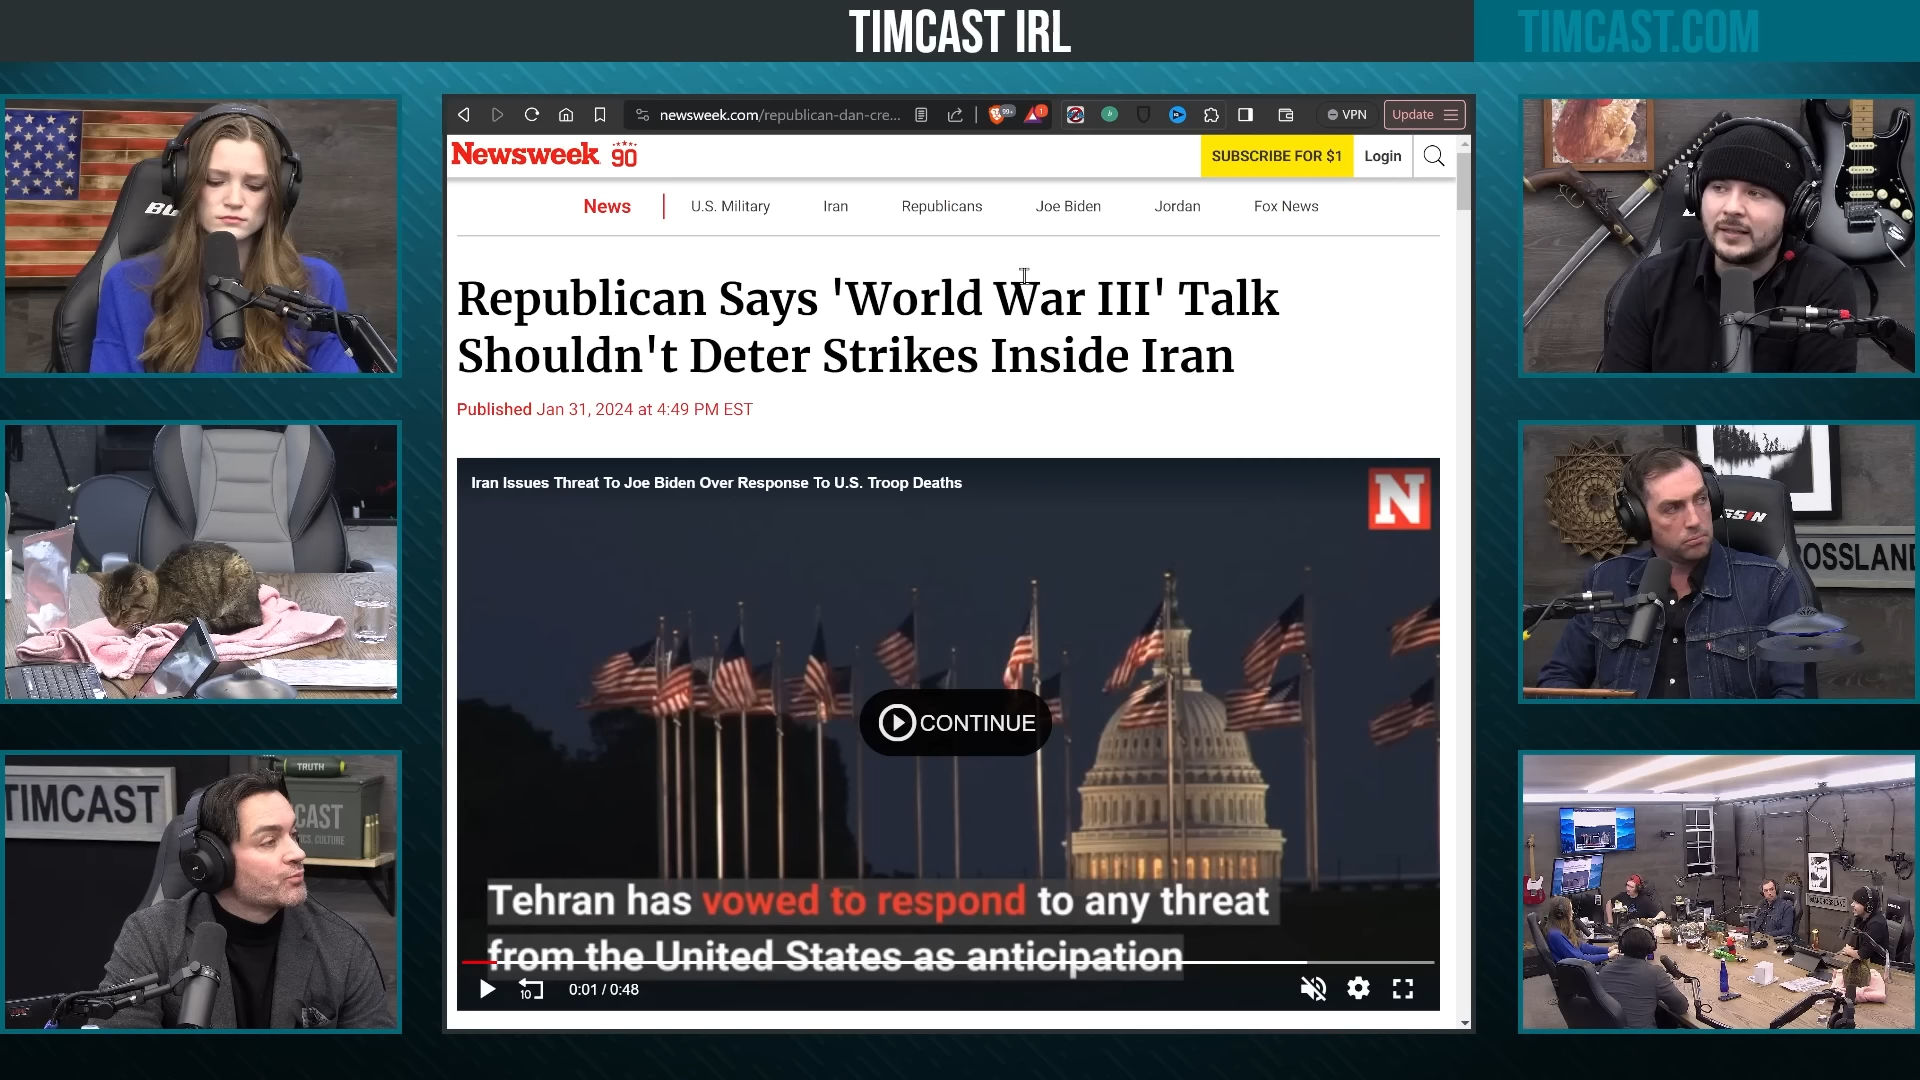 TIMCAST IRL
TIMCAST.COM
newsweek.com/republican-dan-cre...
VPN
Update
Newsweek 90
SUBSCRIBE FOR $1
Login
News
U.S. Military
Iran
Republicans
Joe Biden
Jordan
Fox News
Republican Says 'World War III' Talk
Shouldn't Deter Strikes Inside Iran
Published Jan 31, 2024 at 4:49 PM EST
Iran Issues Threat To Joe Biden Over Response To U.S. Troop Deaths
N
CONTINUE
Tehran has vowed to respond to any threat
from the United States as anticipation
10
0:01 / 0:48
TRUTH
TIMCAST
CAST
CULTURE
SSIN
OSSLAND